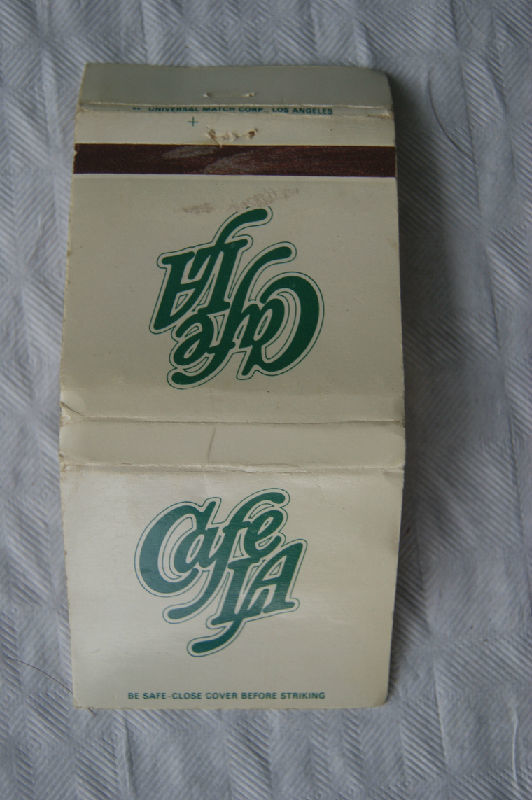 UNIVERSAL MATCH CORP., LOS ANGELES
Cafe
LA
Cafe
LA
BE SAFE-CLOSE COVER BEFORE STRIKING